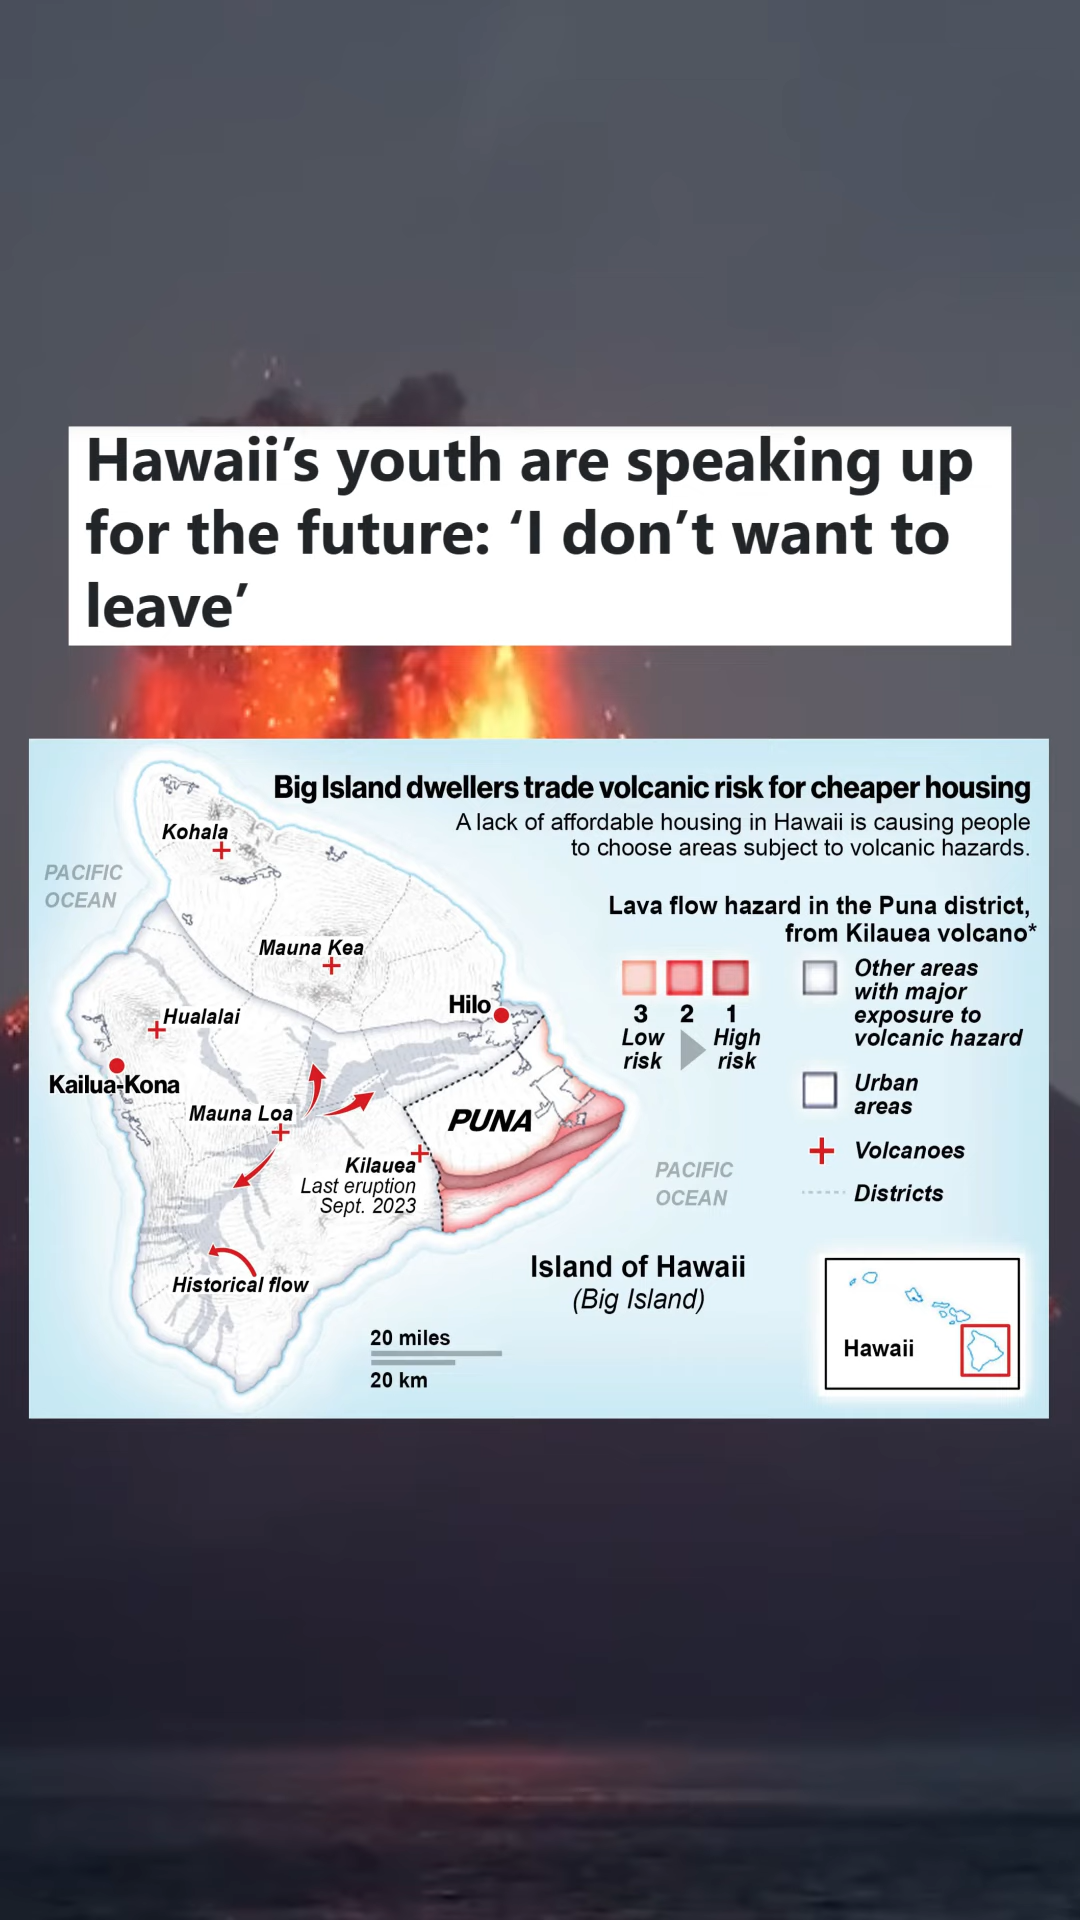 Hawaii’s youth are speaking up
for the future: ‘I don’t want to
leave’
Big Island dwellers trade volcanic risk for cheaper housing
A lack of affordable housing in Hawaii is causing people
to choose areas subject to volcanic hazards.
Kohala
PACIFIC
OCEAN
Lava flow hazard in the Puna district,
from Kilauea volcano*
Mauna Kea
Hilo
Hualalai
Kailua-Kona
Mauna Loa
PUNA
Kilauea
Last eruption
Sept. 2023
Historical flow
3
Low
risk
2
1
High
risk
Other areas
with major
exposure to
volcanic hazard
Urban
areas
Volcanoes
Districts
PACIFIC
OCEAN
Island of Hawaii
(Big Island)
20 miles
20 km
Hawaii